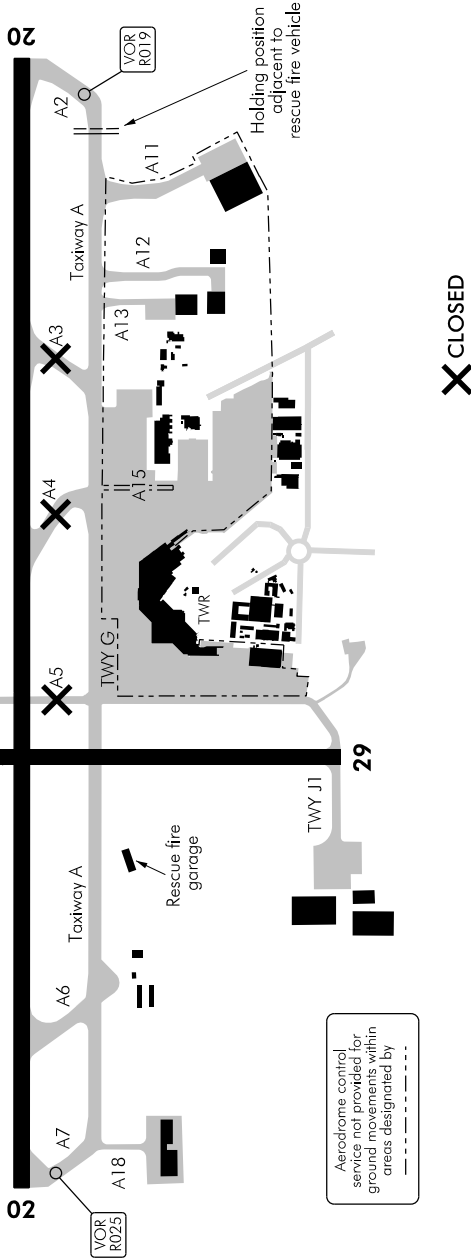 20
VOR
R019
A2
Holding position
adjacent to
rescue fire vehicle
A11
Taxiway A
A12
A13
A3
A4
A15
CLOSED
TWR
TWY G
A5
29
TWY J1
Rescue fire
garage
Taxiway A
A6
A7
A18
02
VOR
R025
Aerodrome control
service not provided for
ground movements within
areas designated by